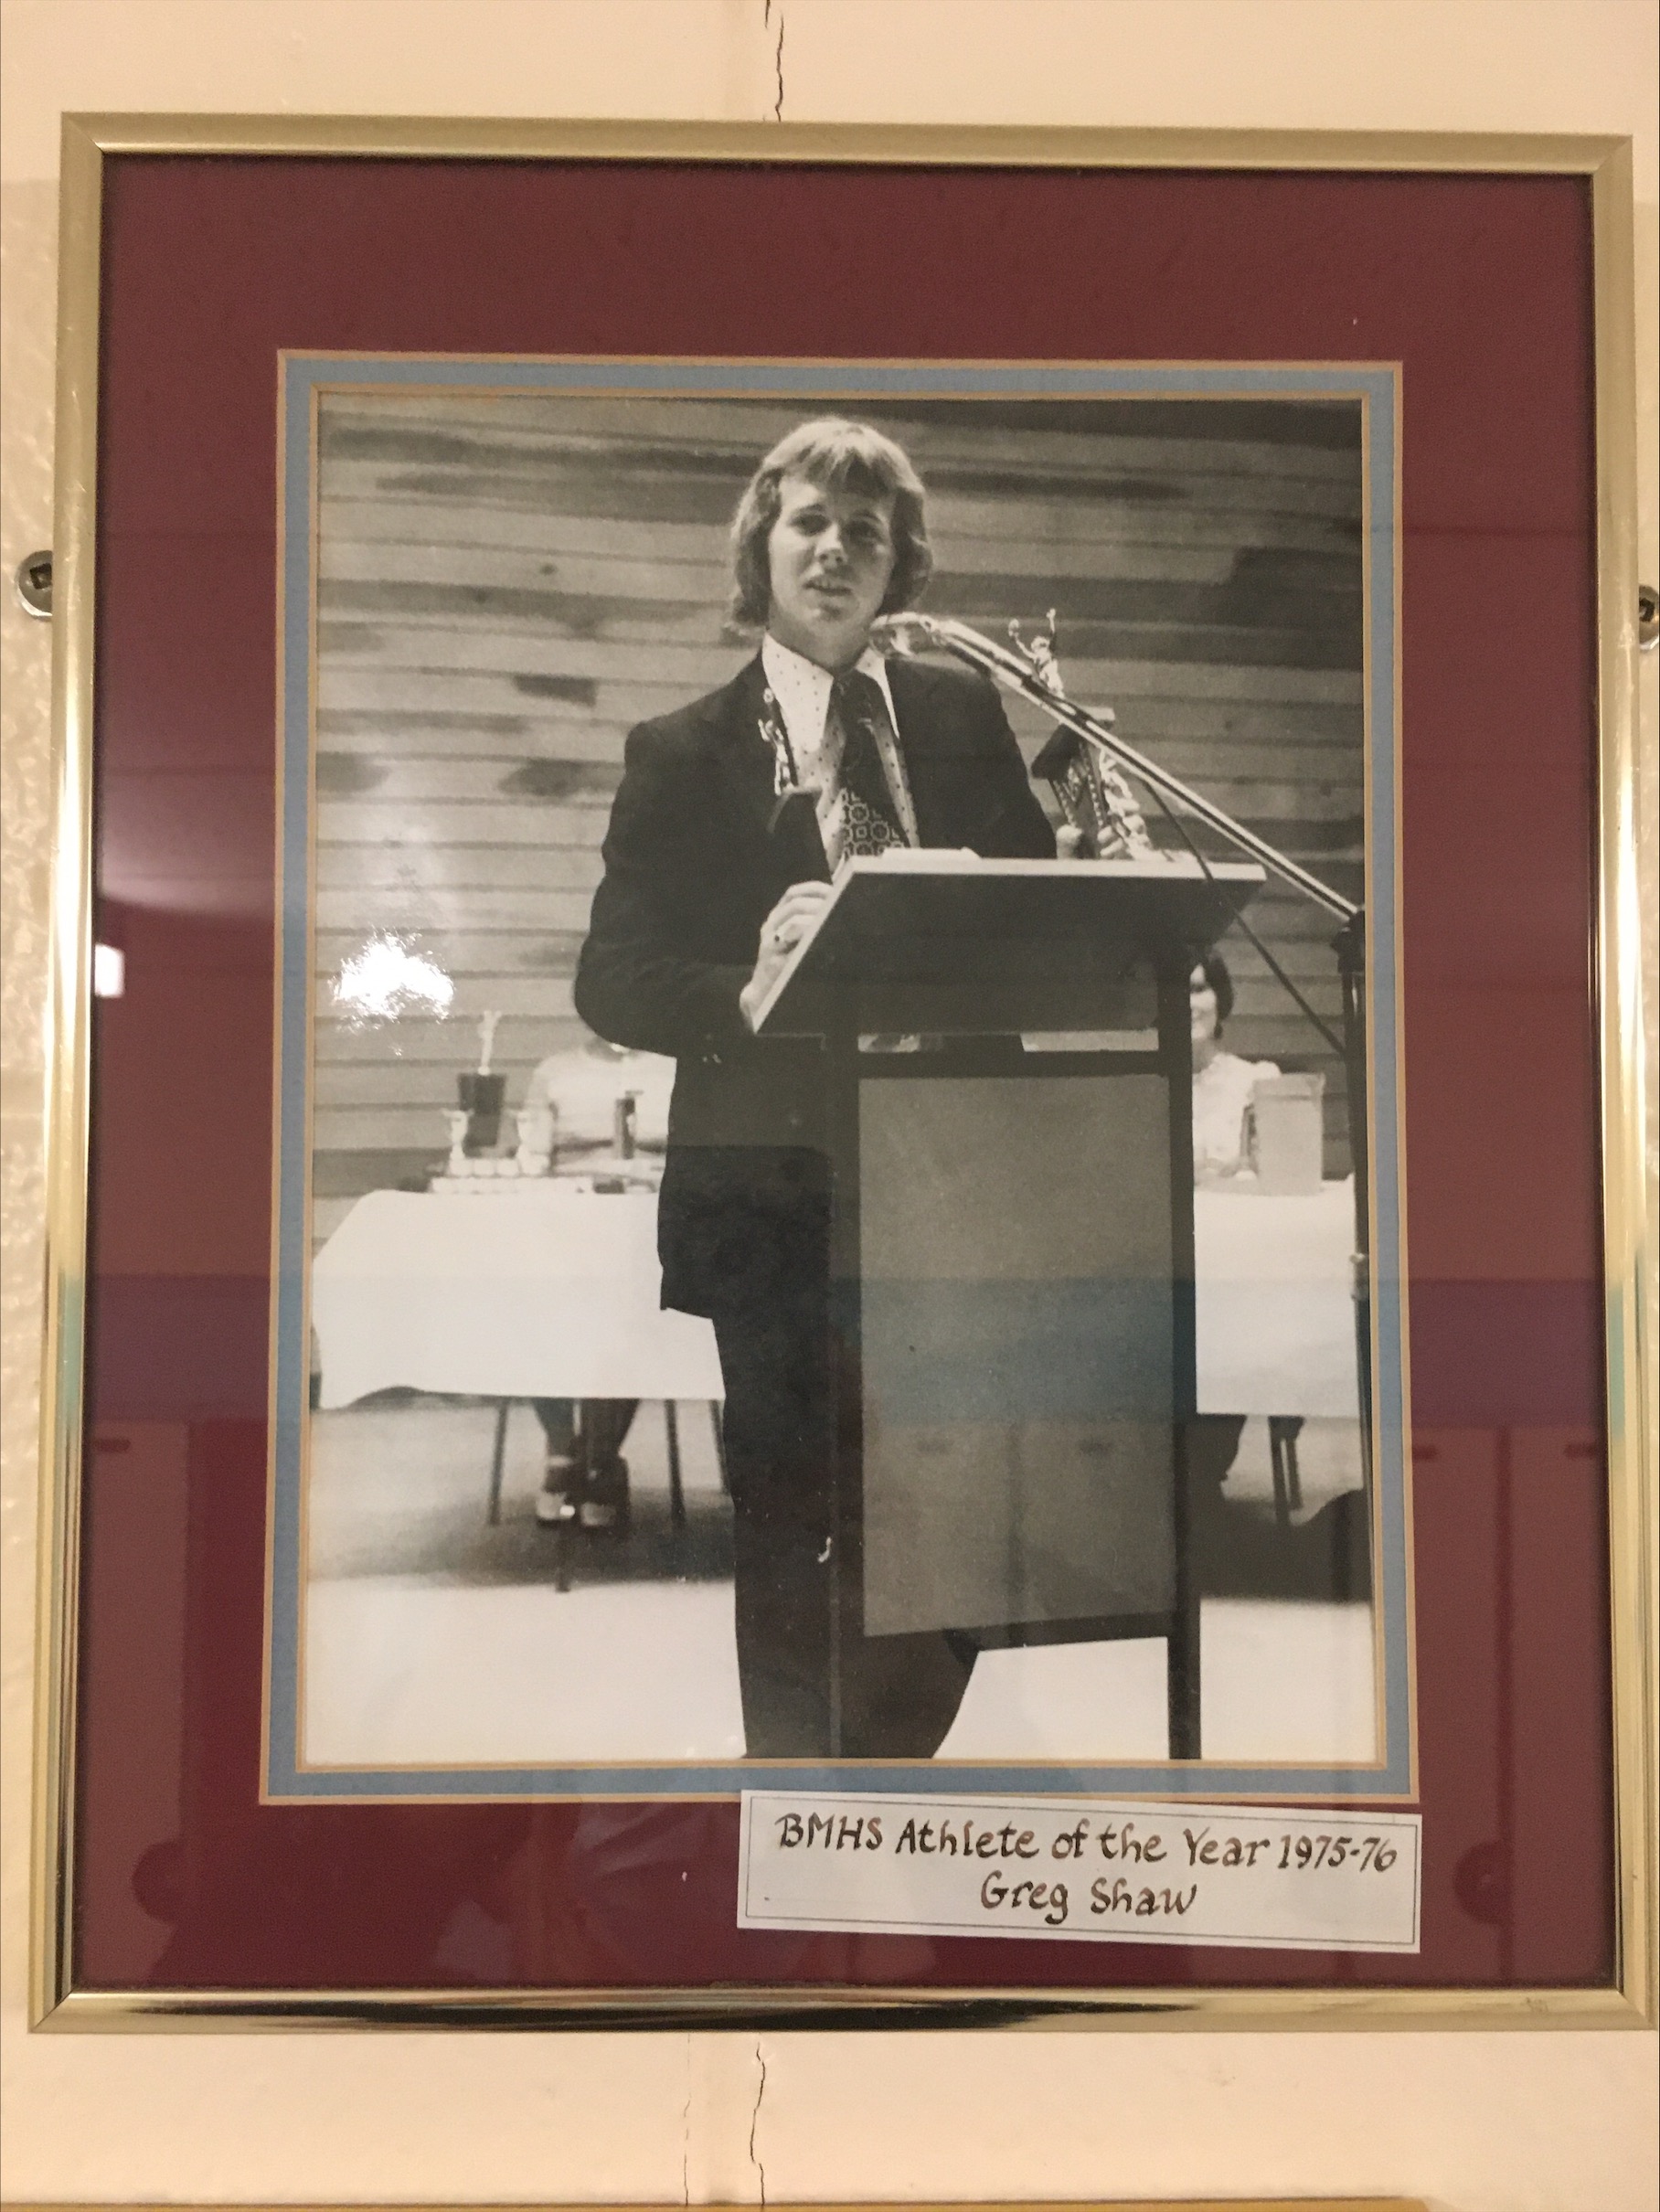 BMHS Athlete of the Year 1975-76
Greg Shaw